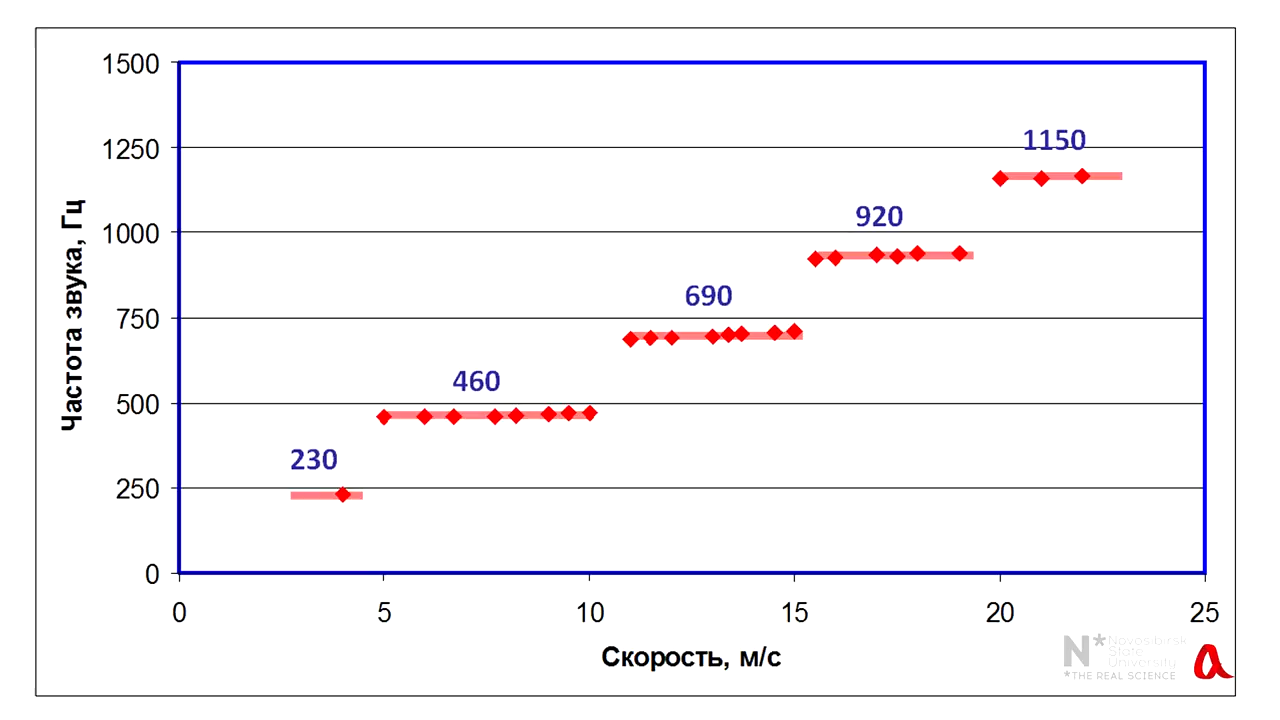 1500
1250
1000
750
500
250
0
Частота звука, Гц
230
460
690
920
1150
0 5 10 15 20 25
Скорость, м/с
N* Novosibirsk
State
University
*THE REAL SCIENCE